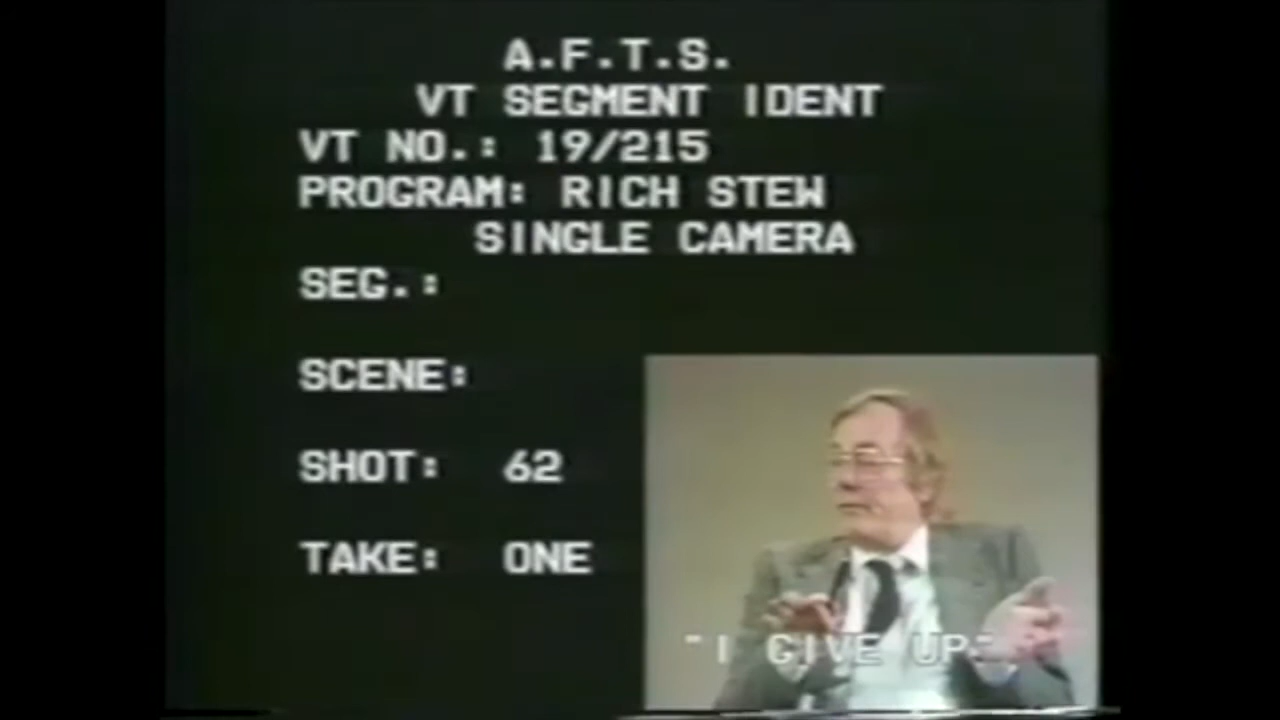 A.F.T.S.
VT SEGMENT IDENT
VT NO.: 19/215
PROGRAM: RICH STEW
SINGLE CAMERA
SEG.:
SCENE:
SHOT: 62
TAKE: ONE
"I GIVE UP"